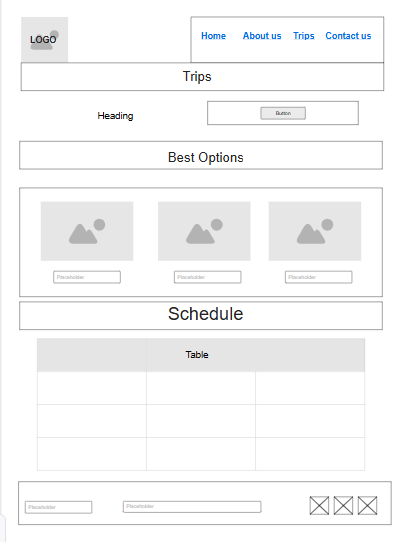 LOGO
Home About us Trips Contact us
Trips
Heading
Button
Best Options
Placeholder Placeholder Placeholder
Schedule
Table
Placeholder Placeholder